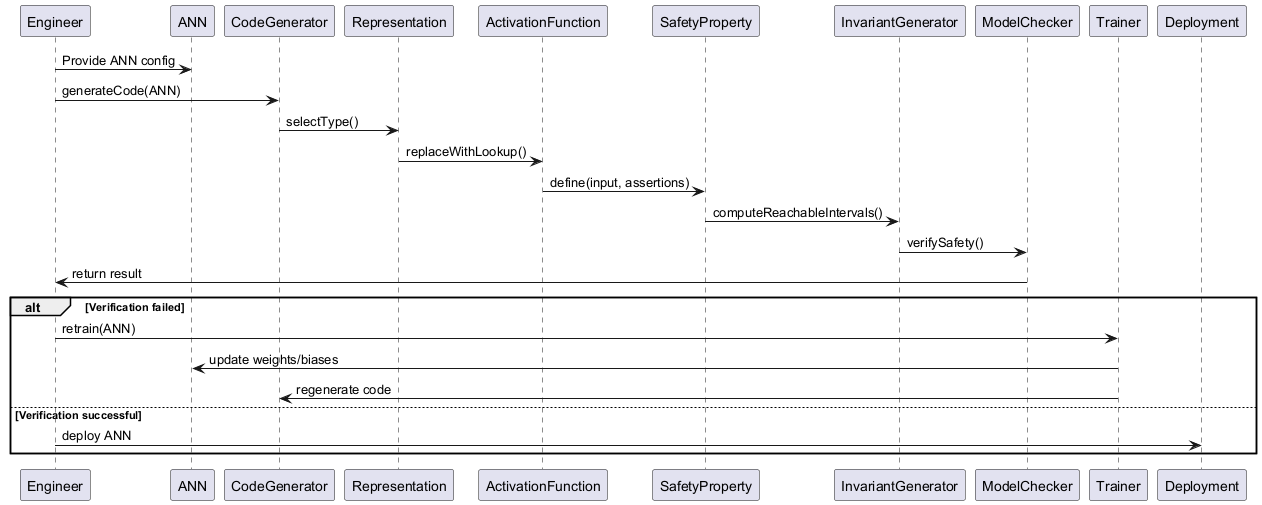 Engineer ANN CodeGenerator Representation ActivationFunction SafetyProperty InvariantGenerator ModelChecker Trainer Deployment
Provide ANN config
generateCode(ANN)
selectType()
replaceWithLookup()
define(input, assertions)
computeReachableIntervals()
verifySafety()
return result
alt [Verification failed]
retrain(ANN)
update weights/biases
regenerate code
[Verification successful]
deploy ANN
Engineer ANN CodeGenerator Representation ActivationFunction SafetyProperty InvariantGenerator ModelChecker Trainer Deployment